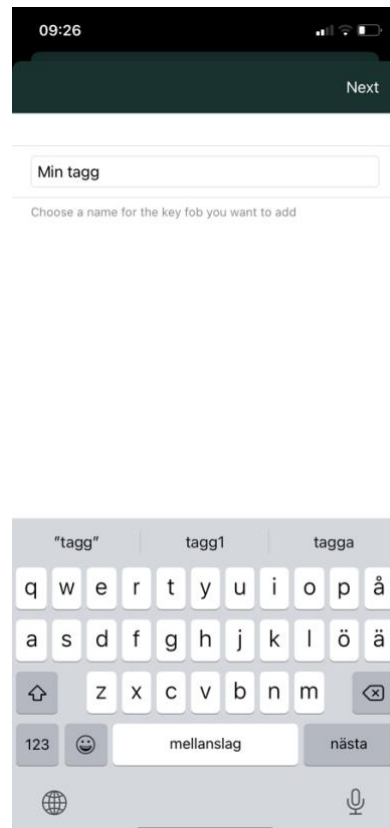 09:26
Next
Min tagg
Choose a name for the key fob you want to add
"tagg" tagg1 tagga
q w e r t y u i o p å
a s d f g h j k l ö ä
z x c v b n m
123 mellanslag nästa